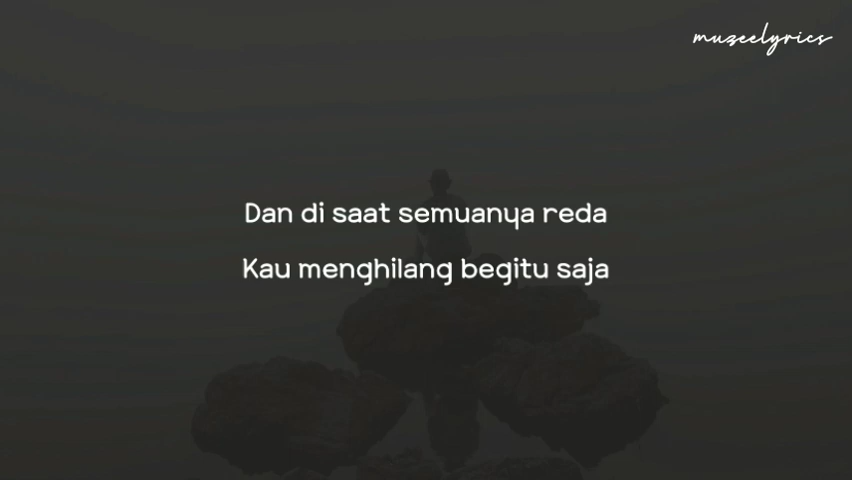 muzeelyrics
Dan di saat semuanya reda
Kau menghilang begitu saja